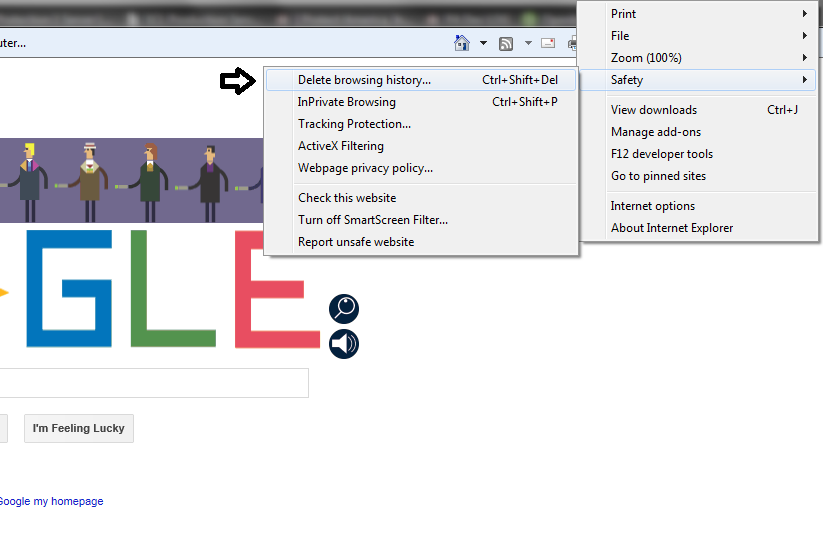 uter...
Print
File
Zoom (100%)
Safety
View downloads Ctrl+J
Manage add-ons
F12 developer tools
Go to pinned sites
Internet options
About Internet Explorer
Delete browsing history... Ctrl+Shift+Del
InPrivate Browsing Ctrl+Shift+P
Tracking Protection...
ActiveX Filtering
Webpage privacy policy...
Check this website
Turn off SmartScreen Filter...
Report unsafe website
GLE
I'm Feeling Lucky
Google my homepage